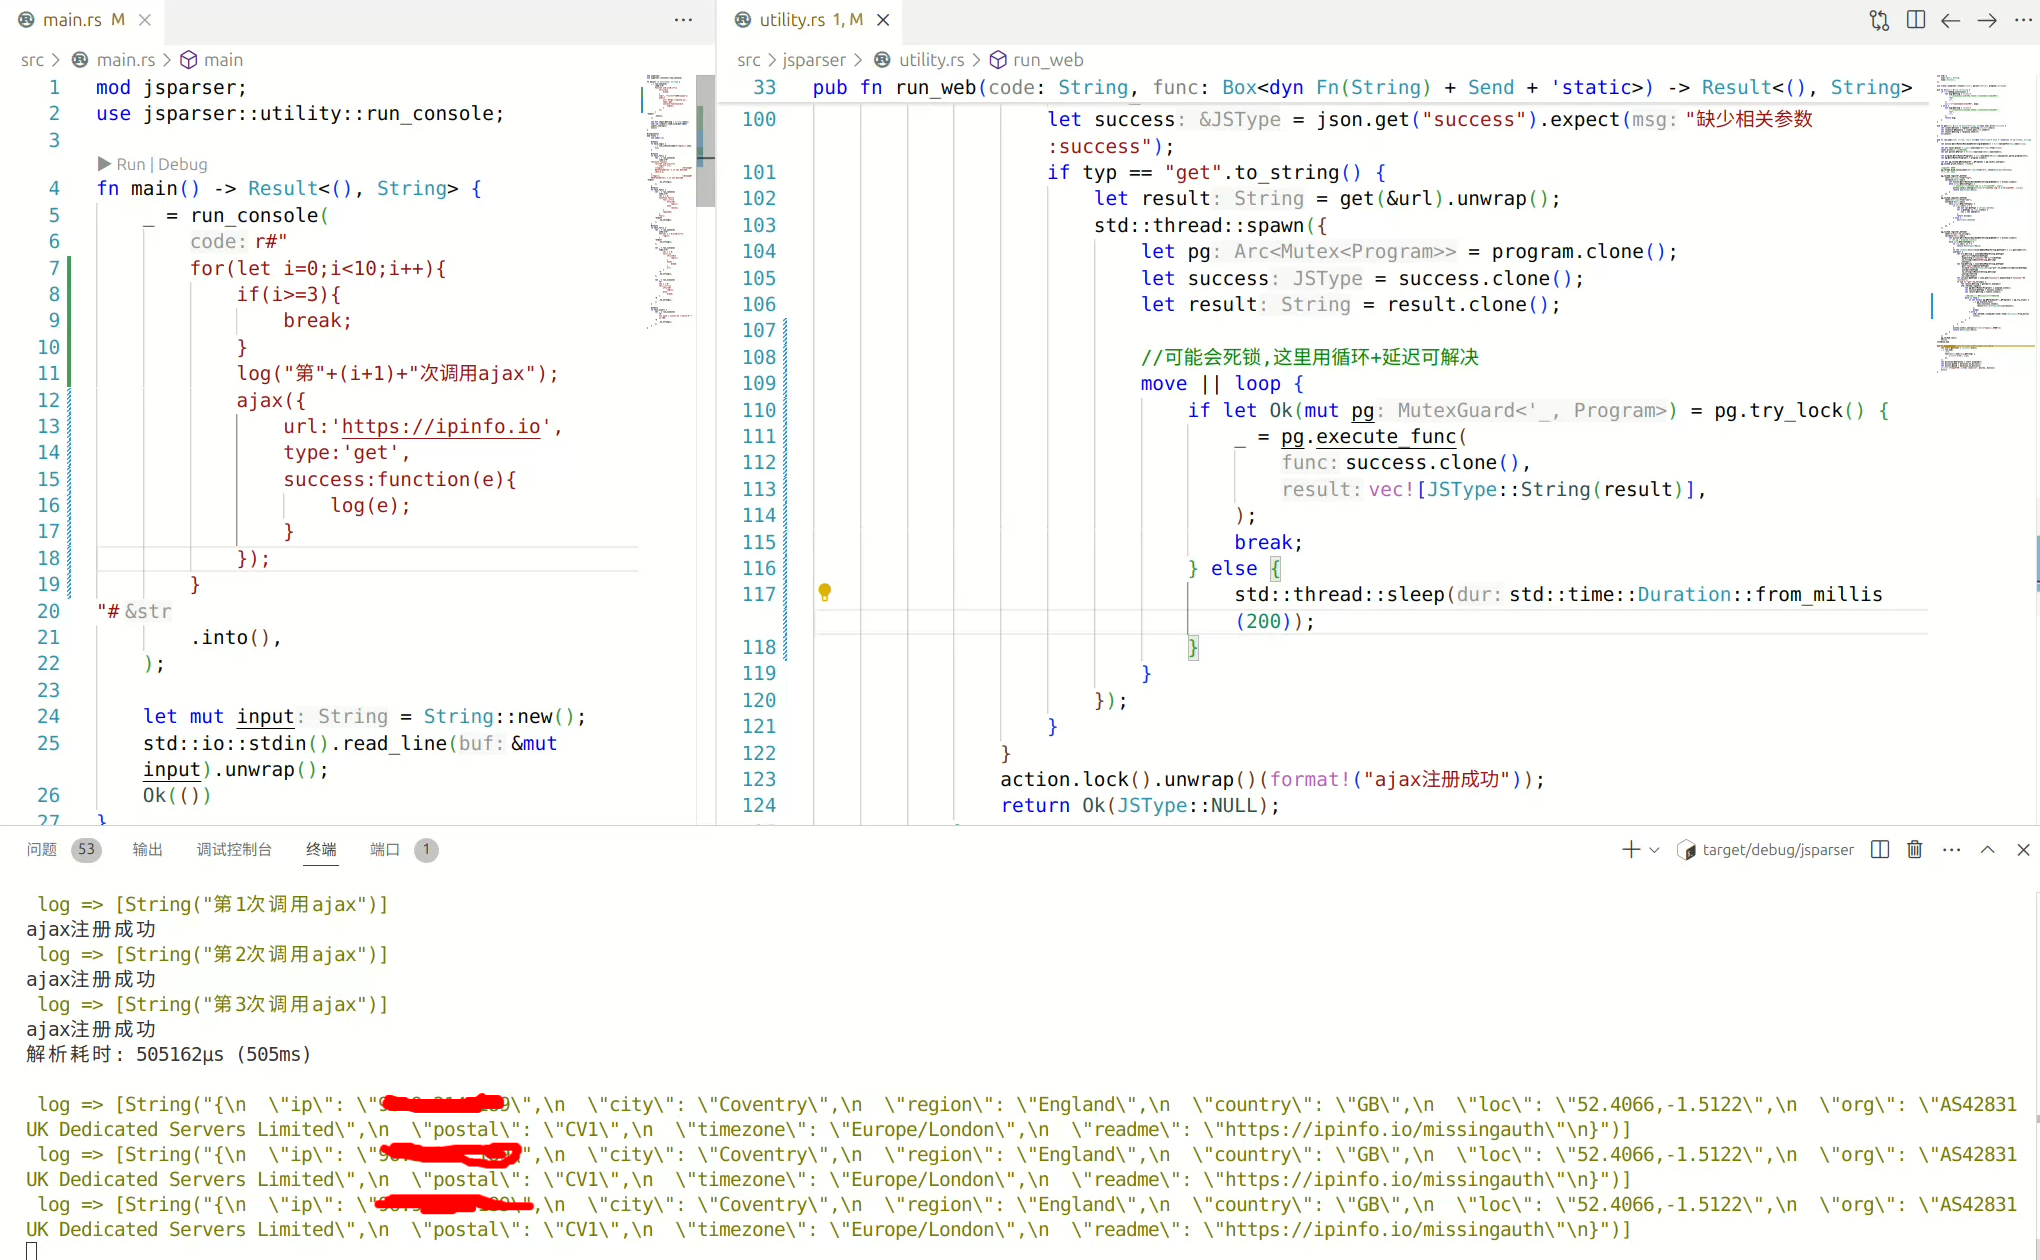 main.rs M
src > main.rs > main
1 mod jsparser;
2 use jsparser::utility::run_console;
3
Run | Debug
4 fn main() -> Result<(), String> {
5 _ = run_console(
6 code: r#"
7 for(let i=0;i<10;i++){
8 if(i>=3){
9 break;
10 }
11 log("第"+(i+1)+"次调用ajax");
12 ajax({
13 url:'https://ipinfo.io',
14 type:'get',
15 success:function(e){
16 log(e);
17 }
18 });
19 }
20 "# &str
21 .into(),
22 );
23
24 let mut input: String = String::new();
25 std::io::stdin().read_line(buf: &mut
input).unwrap();
26 Ok(())
27 }
utility.rs 1, M
src > jsparser > utility.rs > run_web
33 pub fn run_web(code: String, func: Box<dyn Fn(String) + Send + 'static>) -> Result<(), String>
100 let success: &JSType = json.get("success").expect(msg: "缺少相关参数
:success");
101 if typ == "get".to_string() {
102 let result: String = get(&url).unwrap();
103 std::thread::spawn({
104 let pg: Arc<Mutex<Program>> = program.clone();
105 let success: JSType = success.clone();
106 let result: String = result.clone();
107
108 //可能会死锁,这里用循环+延迟可解决
109 move || loop {
110 if let Ok(mut pg: MutexGuard<'_, Program>) = pg.try_lock() {
111 _ = pg.execute_func(
112 func: success.clone(),
113 result: vec![JSType::String(result)],
114 );
115 break;
116 } else {
117 std::thread::sleep(dur: std::time::Duration::from_millis
(200));
118 }
119 }
120 });
121 }
122 }
123 action.lock().unwrap()(format!("ajax注册成功"));
124 return Ok(JSType::NULL);
问题 53 输出 调试控制台 终端 端口 1
target/debug/jsparser
log => [String("第1次调用ajax")]
ajax注册成功
log => [String("第2次调用ajax")]
ajax注册成功
log => [String("第3次调用ajax")]
ajax注册成功
解析耗时: 505162μs (505ms)
log => [String("{\n  \"ip\": \"\",\n  \"city\": \"Coventry\",\n  \"region\": \"England\",\n  \"country\": \"GB\",\n  \"loc\": \"52.4066,-1.5122\",\n  \"org\": \"AS42831
UK Dedicated Servers Limited\",\n  \"postal\": \"CV1\",\n  \"timezone\": \"Europe/London\",\n  \"readme\": \"https://ipinfo.io/missingauth\"\n}")]
log => [String("{\n  \"ip\": \"\",\n  \"city\": \"Coventry\",\n  \"region\": \"England\",\n  \"country\": \"GB\",\n  \"loc\": \"52.4066,-1.5122\",\n  \"org\": \"AS42831
UK Dedicated Servers Limited\",\n  \"postal\": \"CV1\",\n  \"timezone\": \"Europe/London\",\n  \"readme\": \"https://ipinfo.io/missingauth\"\n}")]
log => [String("{\n  \"ip\": \"\",\n  \"city\": \"Coventry\",\n  \"region\": \"England\",\n  \"country\": \"GB\",\n  \"loc\": \"52.4066,-1.5122\",\n  \"org\": \"AS42831
UK Dedicated Servers Limited\",\n  \"postal\": \"CV1\",\n  \"timezone\": \"Europe/London\",\n  \"readme\": \"https://ipinfo.io/missingauth\"\n}")]